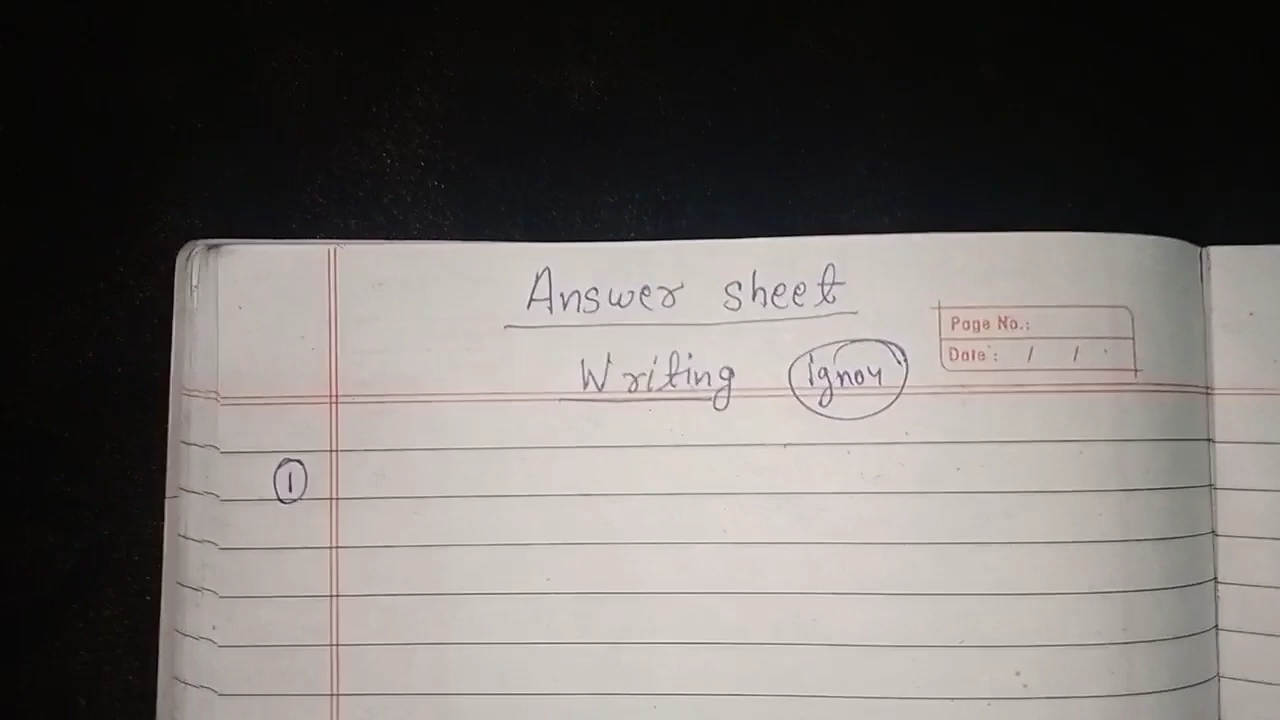 Answer sheet
Writing ignou
Page No.:
Date : / /
1